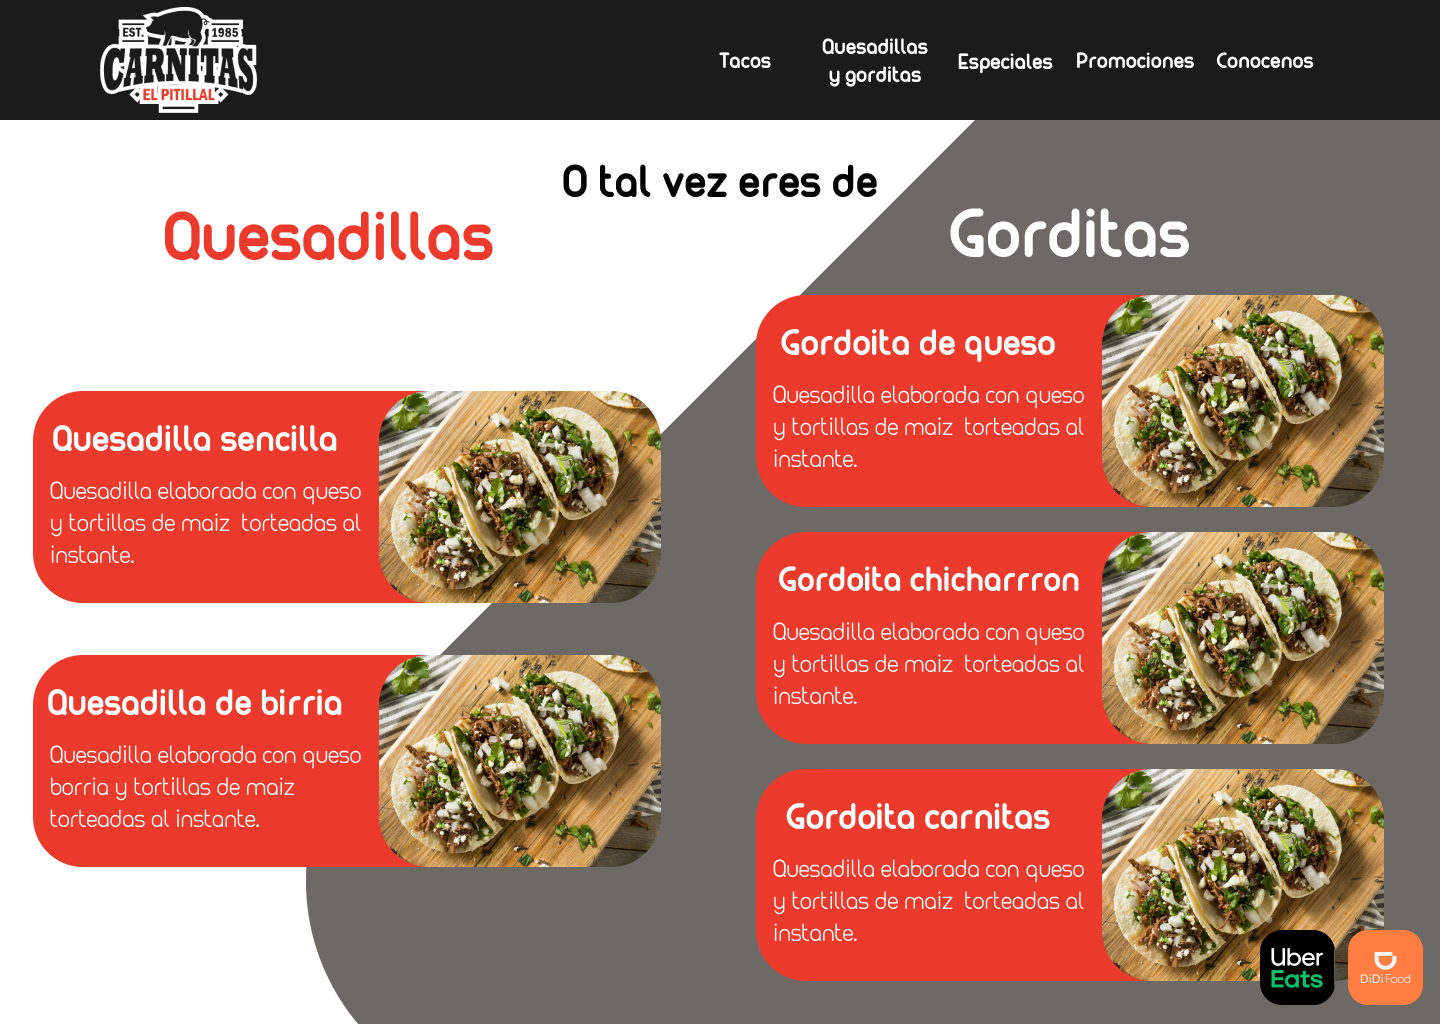 EST. 1985
CARNITAS
EL PITILLAL
Tacos
Quesadillas
y gorditas
Especiales
Promociones
Conocenos
O tal vez eres de
Quesadillas
Gorditas
Quesadilla sencilla
Quesadilla elaborada con queso
y tortillas de maiz torteadas al
instante.
Quesadilla de birria
Quesadilla elaborada con queso
borria y tortillas de maiz
torteadas al instante.
Gordoita de queso
Quesadilla elaborada con queso
y tortillas de maiz torteadas al
instante.
Gordoita chicharrron
Quesadilla elaborada con queso
y tortillas de maiz torteadas al
instante.
Gordoita carnitas
Quesadilla elaborada con queso
y tortillas de maiz torteadas al
instante.
Uber
Eats
DiDi Food